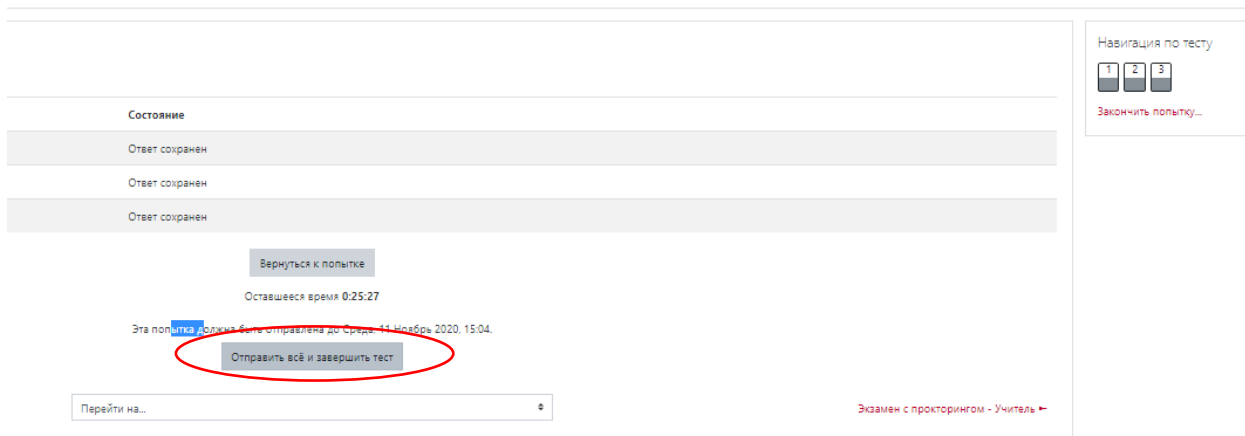 Навигация по тесту
1 2 3
Закончить попытку...
Состояние
Ответ сохранен
Ответ сохранен
Ответ сохранен
Вернуться к попытке
Оставшееся время 0:25:27
Эта попытка должна быть отправлена до Среда, 11 Ноябрь 2020, 15:04.
Отправить всё и завершить тест
Перейти на...
Экзамен с прокторингом - Учитель